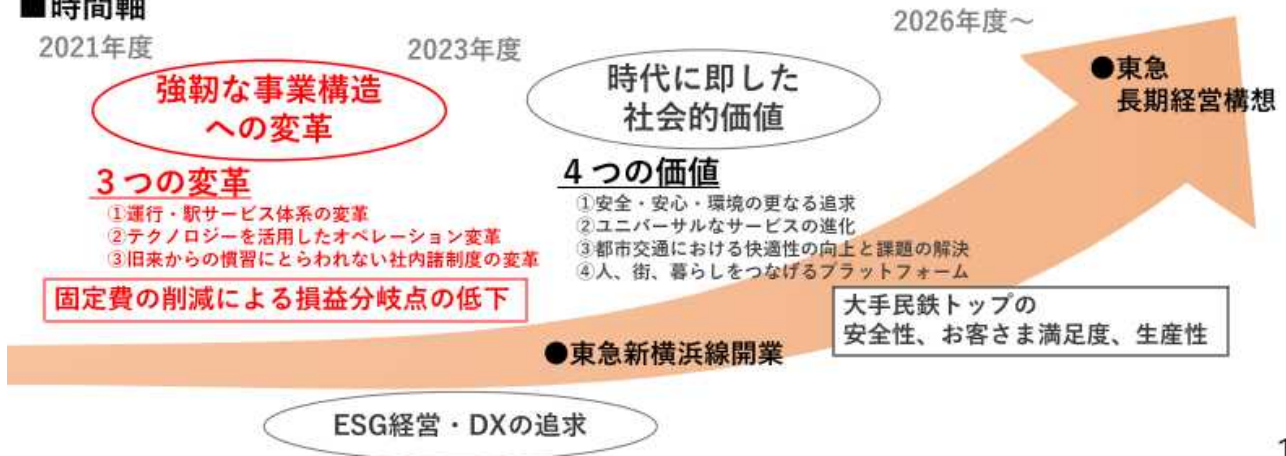 ■時間軸
2021年度
2023年度
2026年度～
強靭な事業構造
への変革
時代に即した
社会的価値
●東急
長期経営構想
3つの変革
①運行・駅サービス体系の変革
②テクノロジーを活用したオペレーション変革
③旧来からの慣習にとらわれない社内諸制度の変革
固定費の削減による損益分岐点の低下
4つの価値
①安全・安心・環境の更なる追求
②ユニバーサルなサービスの進化
③都市交通における快適性の向上と課題の解決
④人、街、暮らしをつなげるプラットフォーム
大手民鉄トップの
安全性、お客さま満足度、生産性
●東急新横浜線開業
ESG経営・DXの追求